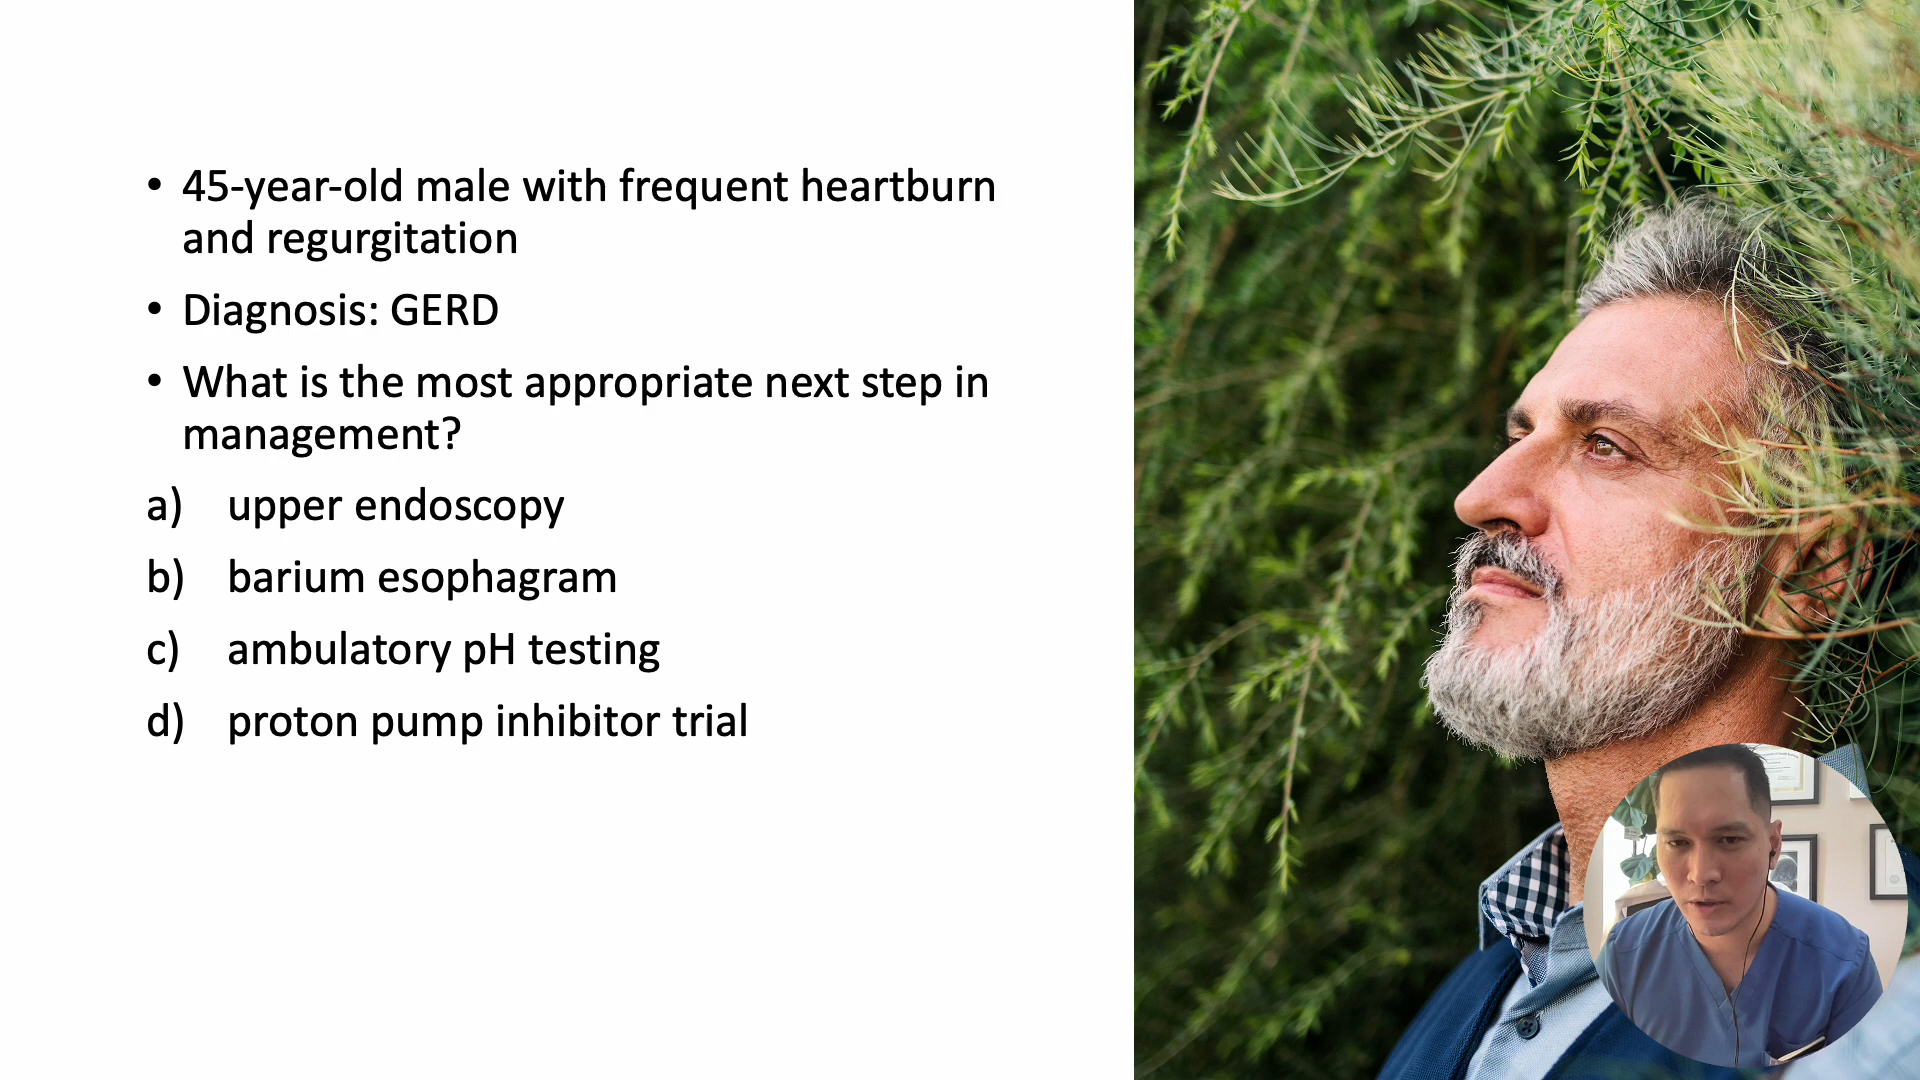 • 45-year-old male with frequent heartburn
and regurgitation
• Diagnosis: GERD
• What is the most appropriate next step in
management?
a) upper endoscopy
b) barium esophagram
c) ambulatory pH testing
d) proton pump inhibitor trial